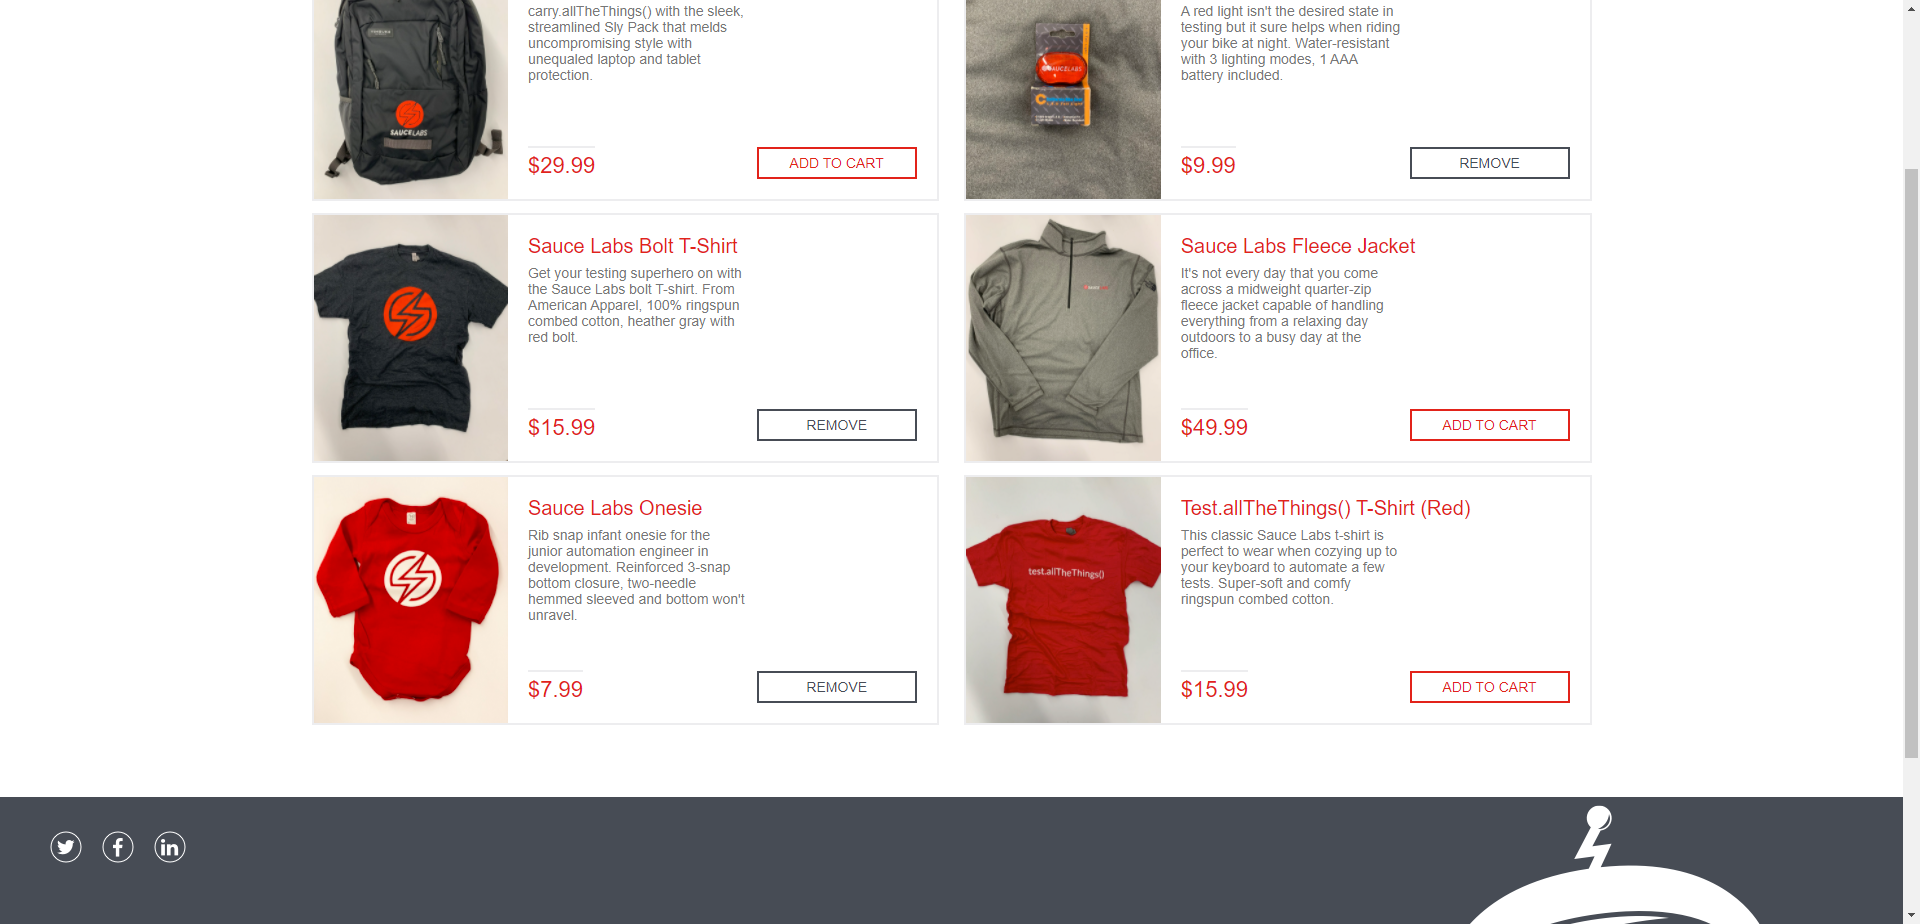 carry.allTheThings() with the sleek,
streamlined Sly Pack that melds
uncompromising style with
unequaled laptop and tablet
protection.
SAUCELABS
$29.99
ADD TO CART
A red light isn't the desired state in
testing but it sure helps when riding
your bike at night. Water-resistant
with 3 lighting modes, 1 AAA
battery included.
SAUCELABS
$9.99
REMOVE
Sauce Labs Bolt T-Shirt
Get your testing superhero on with
the Sauce Labs bolt T-shirt. From
American Apparel, 100% ringspun
combed cotton, heather gray with
red bolt.
$15.99
REMOVE
Sauce Labs Fleece Jacket
It's not every day that you come
across a midweight quarter-zip
fleece jacket capable of handling
everything from a relaxing day
outdoors to a busy day at the
office.
$49.99
ADD TO CART
Sauce Labs Onesie
Rib snap infant onesie for the
junior automation engineer in
development. Reinforced 3-snap
bottom closure, two-needle
hemmed sleeved and bottom won't
unravel.
$7.99
REMOVE
test.allTheThings()
Test.allTheThings() T-Shirt (Red)
This classic Sauce Labs t-shirt is
perfect to wear when cozying up to
your keyboard to automate a few
tests. Super-soft and comfy
ringspun combed cotton.
$15.99
ADD TO CART